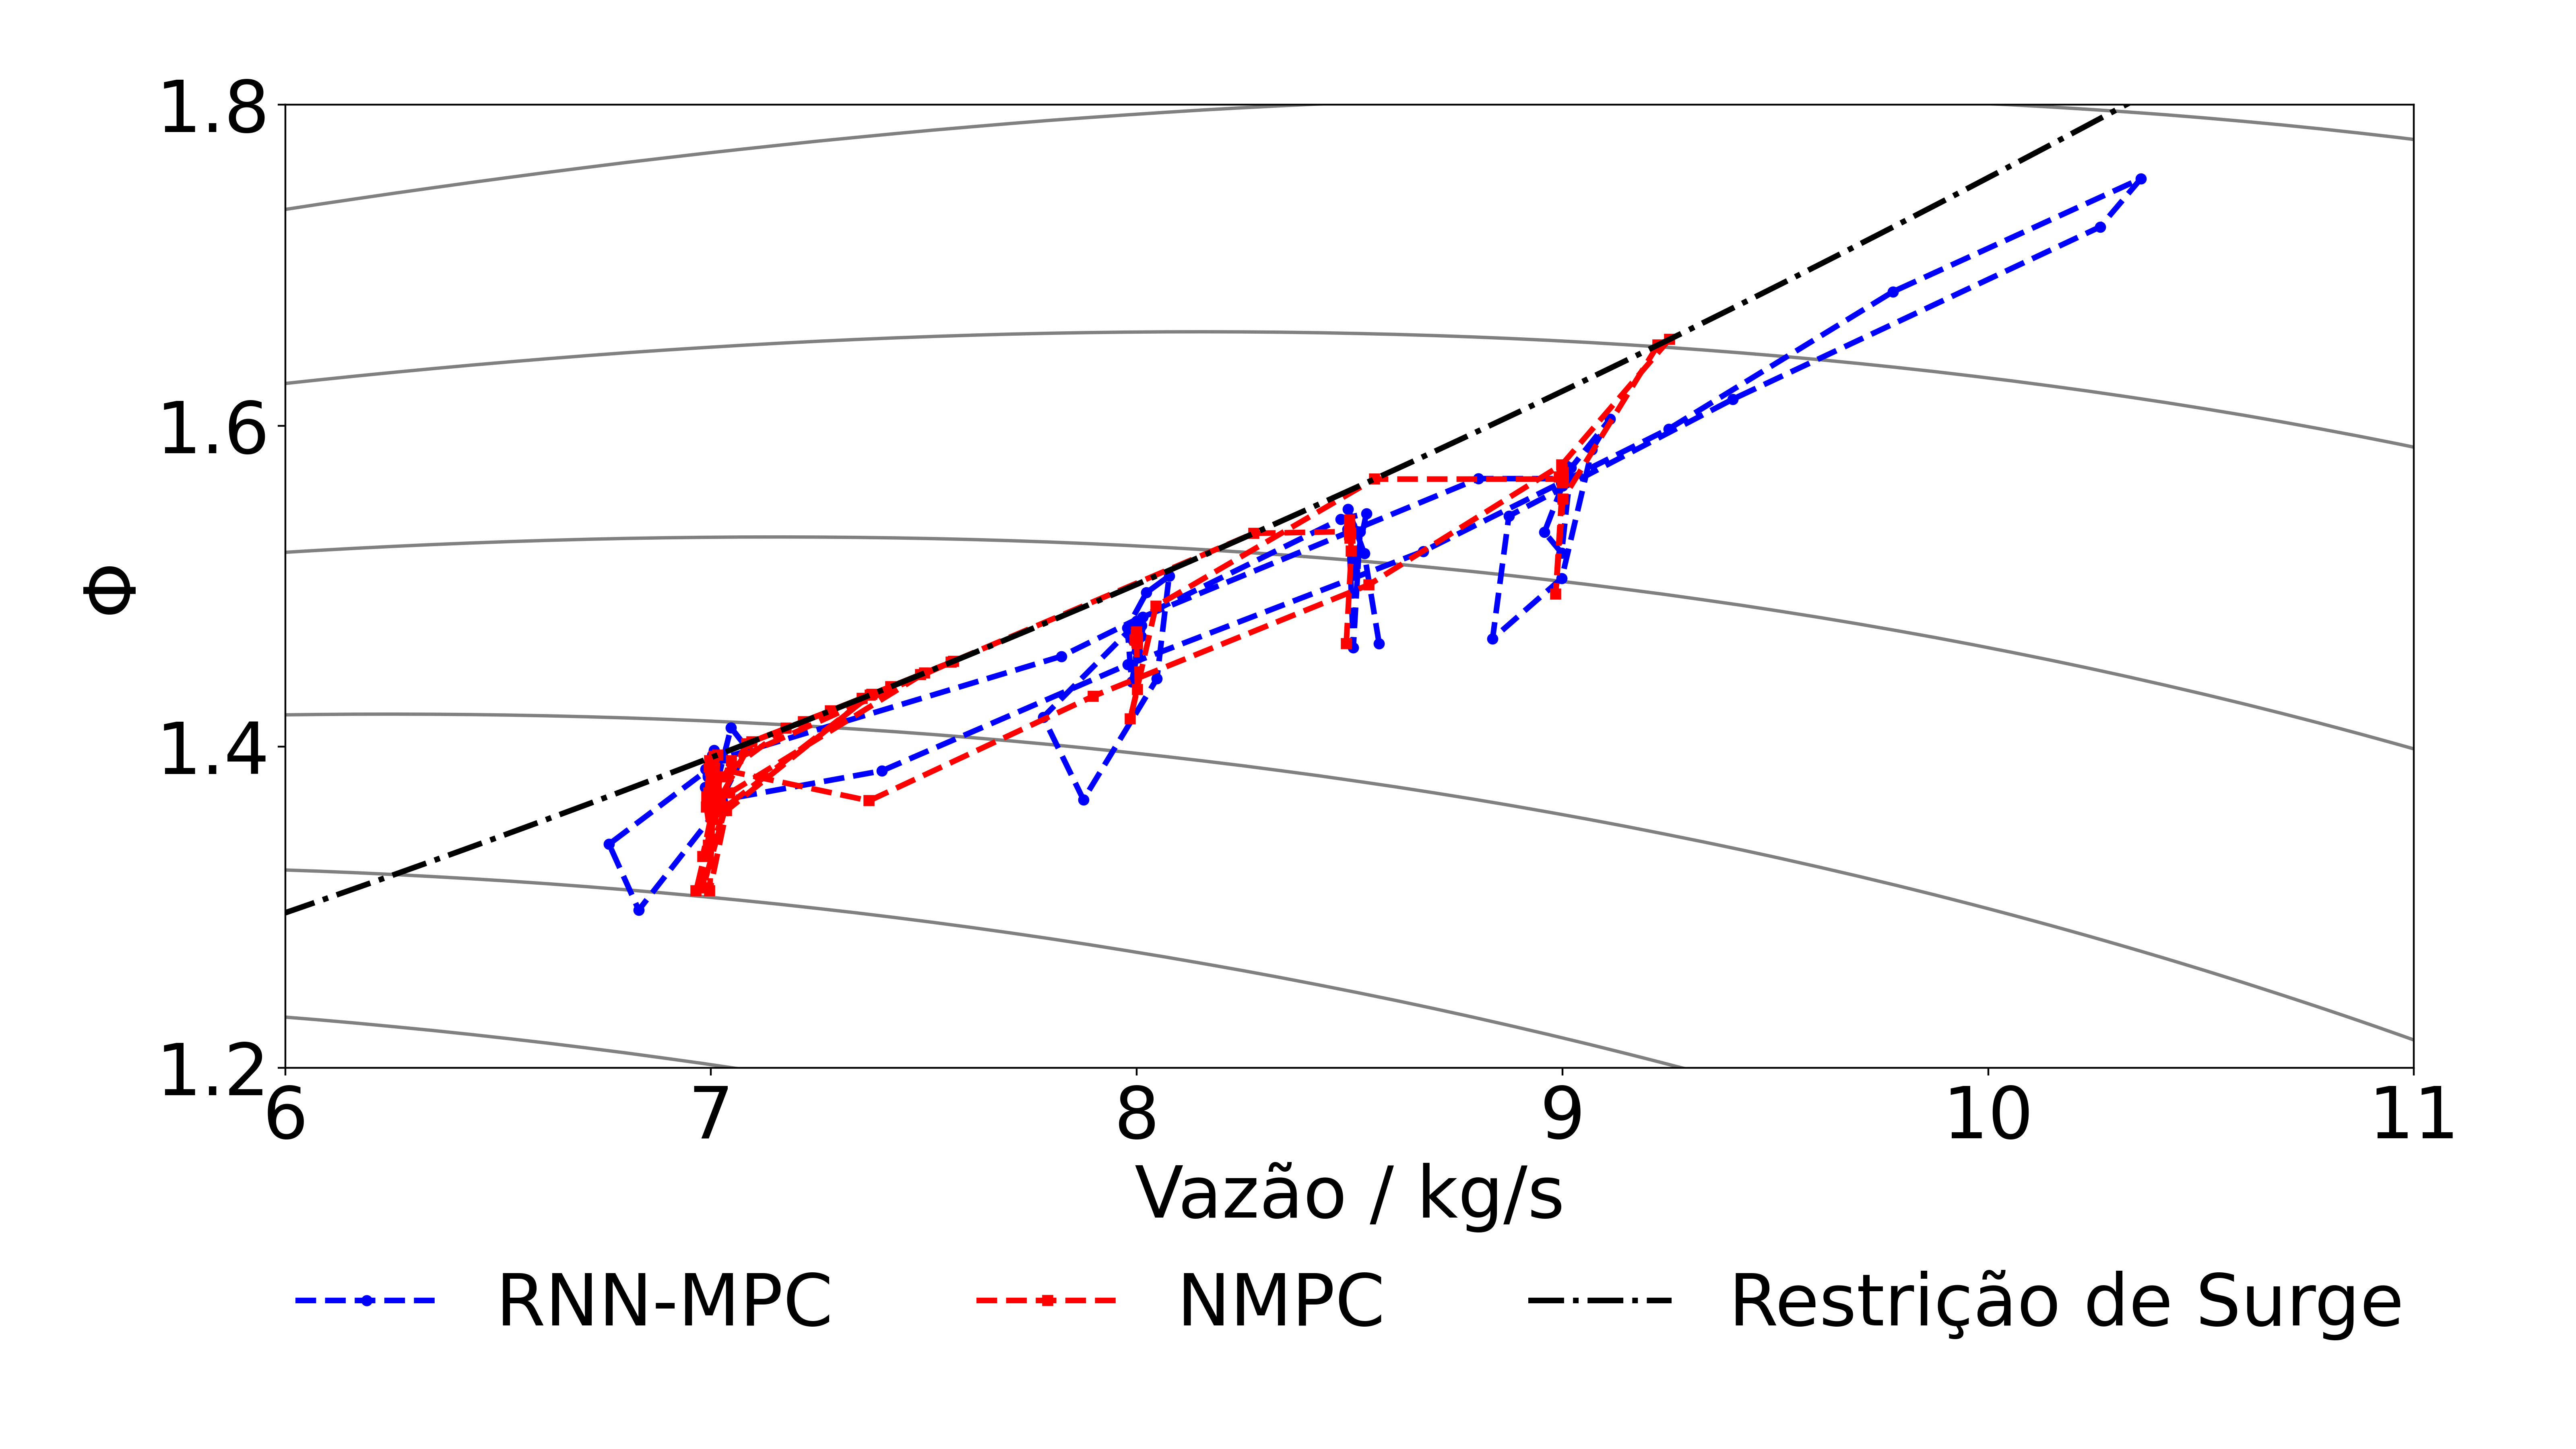 1.8
1.6
1.4
1.2
Φ
6 7 8 9 10 11
Vazão / kg/s
RNN-MPC NMPC Restrição de Surge